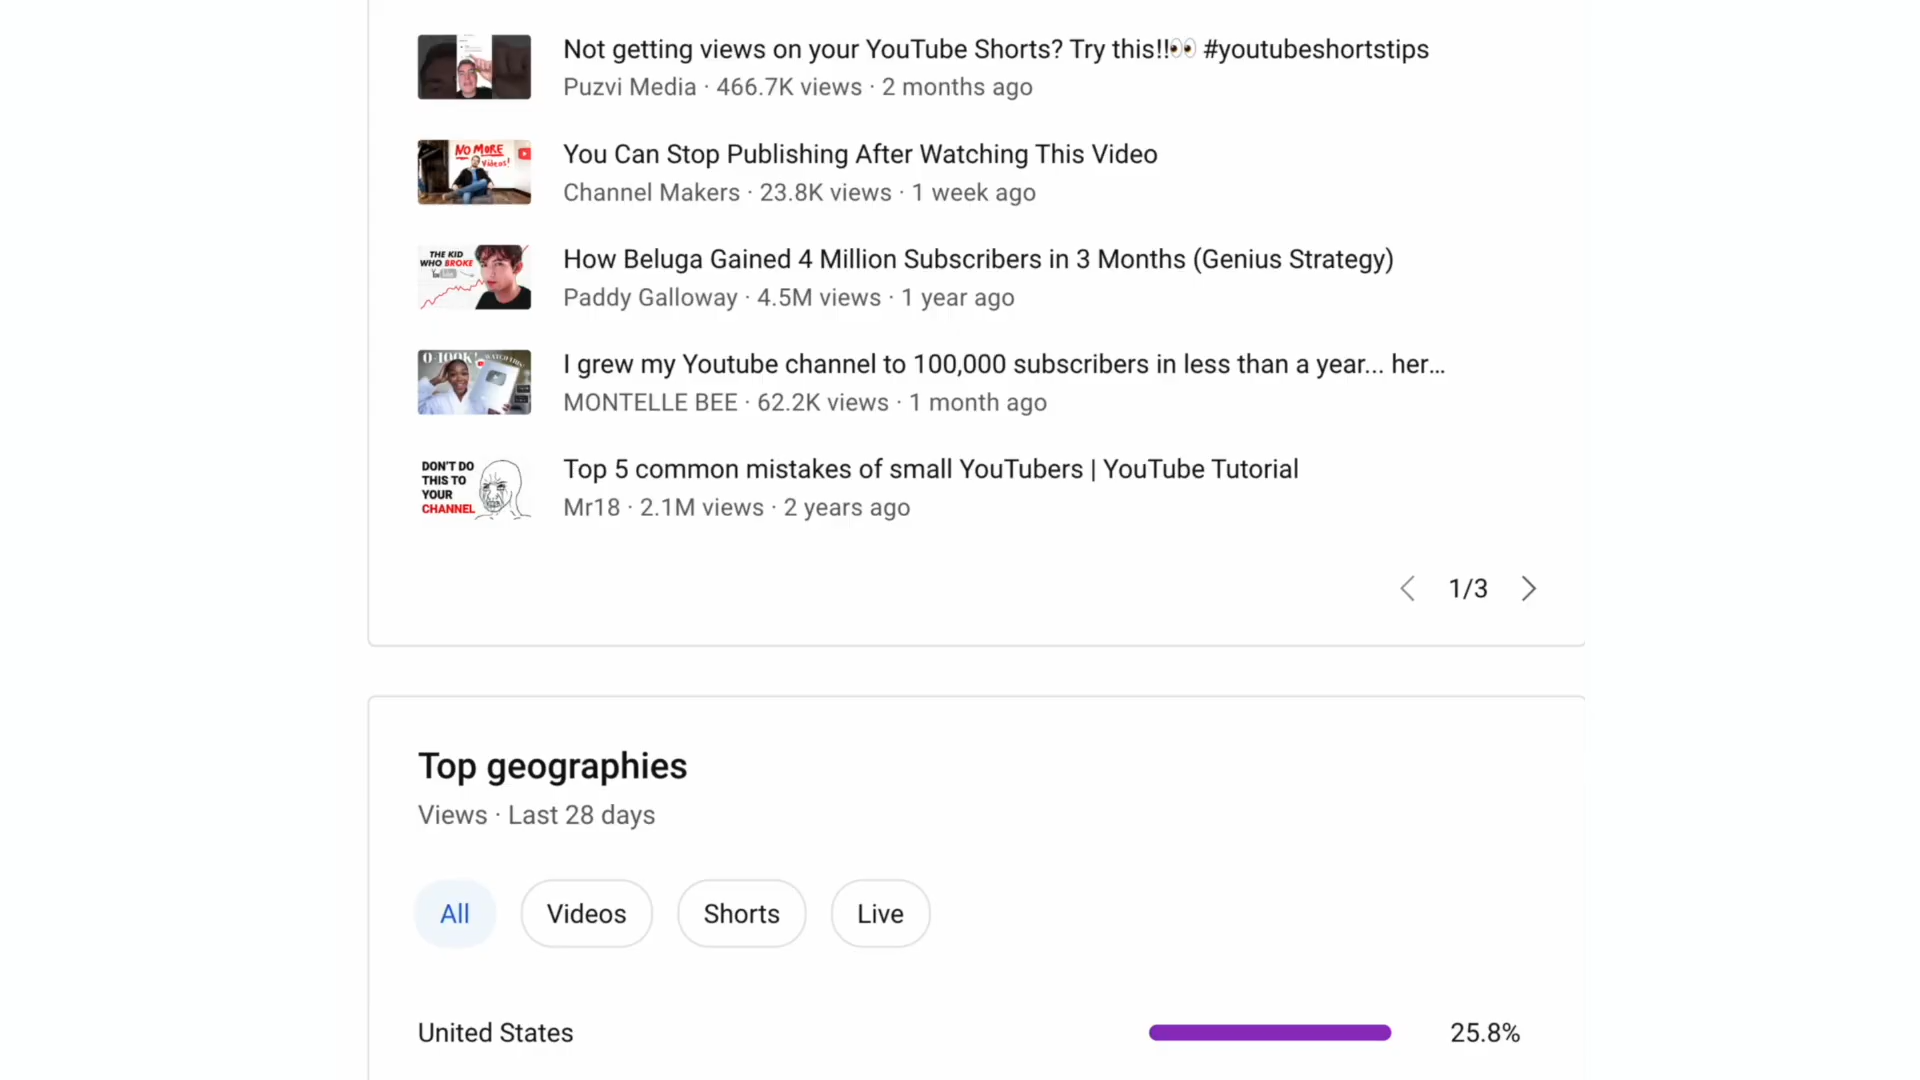 Not getting views on your YouTube Shorts? Try this!!👀 #youtubeshortstips
Puzvi Media · 466.7K views · 2 months ago
NO MORE
Videos!
You Can Stop Publishing After Watching This Video
Channel Makers · 23.8K views · 1 week ago
THE KID
WHO BROKE
How Beluga Gained 4 Million Subscribers in 3 Months (Genius Strategy)
Paddy Galloway · 4.5M views · 1 year ago
0-100K!
WATCH THIS
I grew my Youtube channel to 100,000 subscribers in less than a year... her...
MONTELLE BEE · 62.2K views · 1 month ago
DON'T DO
THIS TO
YOUR
CHANNEL
Top 5 common mistakes of small YouTubers | YouTube Tutorial
Mr18 · 2.1M views · 2 years ago
1/3
Top geographies
Views · Last 28 days
All
Videos
Shorts
Live
United States
25.8%